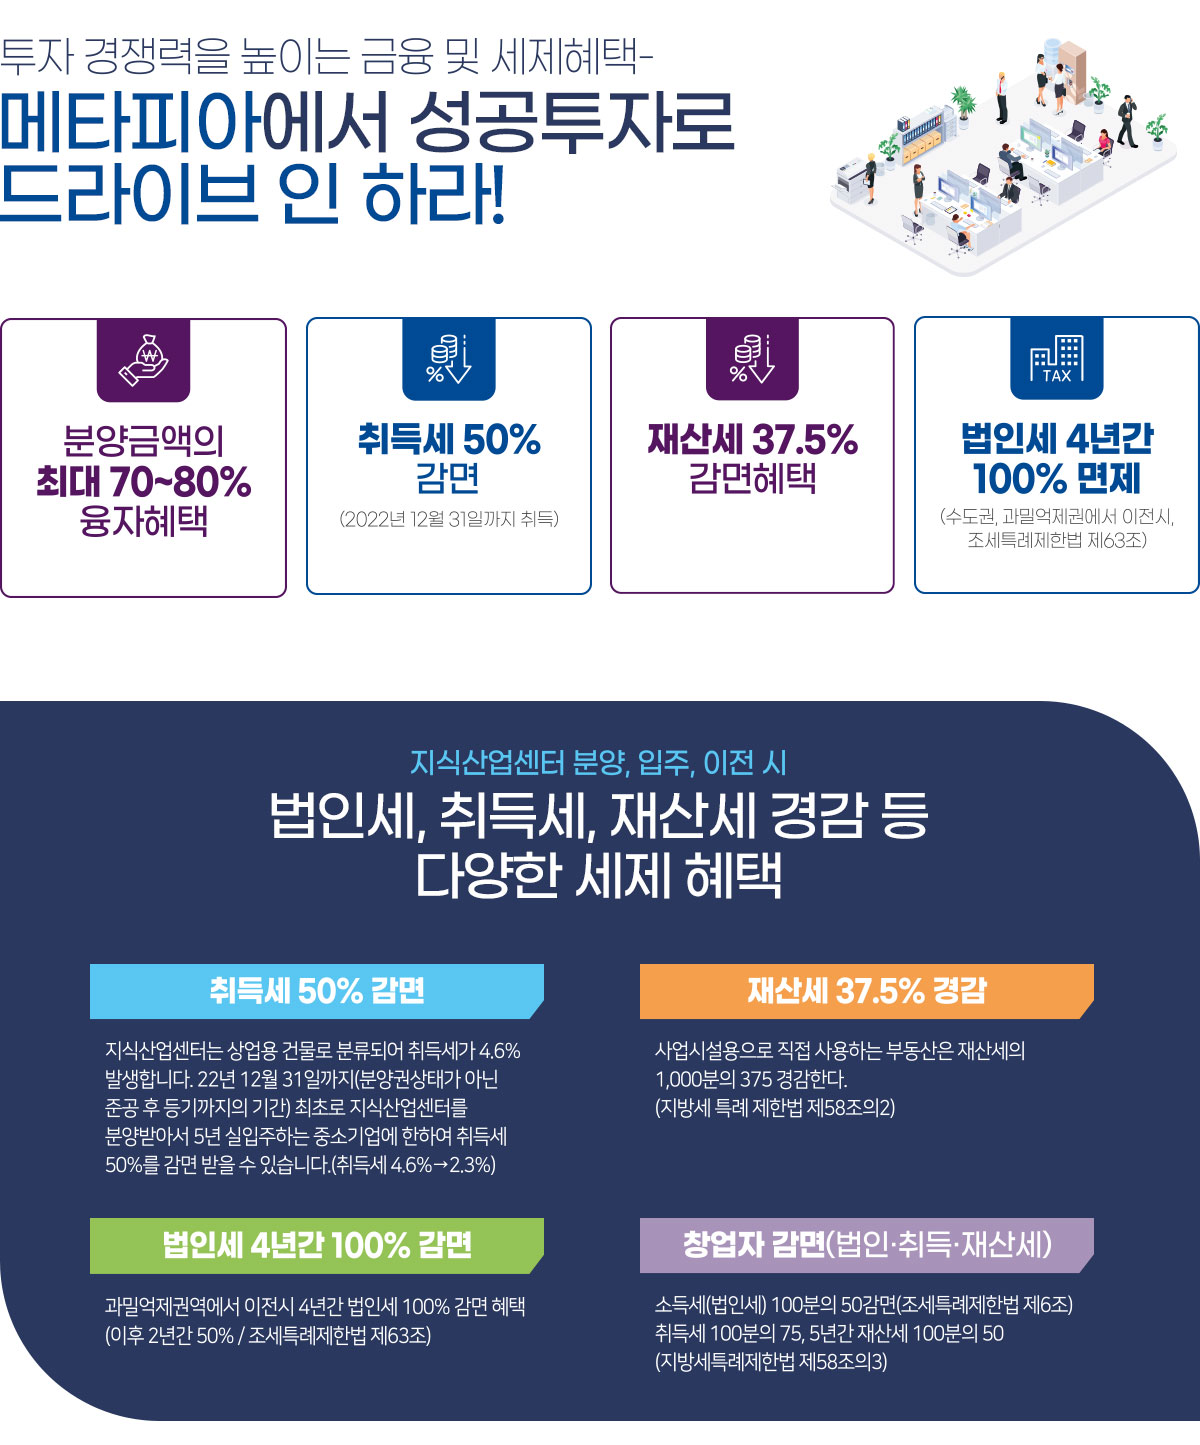 투자 경쟁력을 높이는 금융 및 세제혜택-
메타피아에서 성공투자로
드라이브 인 하라!
분양금액의
최대 70~80%
융자혜택
%
취득세 50%
감면
(2022년 12월 31일까지 취득)
%
재산세 37.5%
감면혜택
TAX
법인세 4년간
100% 면제
(수도권, 과밀억제권에서 이전시,
조세특례제한법 제63조)
지식산업센터 분양, 입주, 이전 시
법인세, 취득세, 재산세 경감 등
다양한 세제 혜택
취득세 50% 감면
지식산업센터는 상업용 건물로 분류되어 취득세가 4.6%
발생합니다. 22년 12월 31일까지(분양권상태가 아닌
준공 후 등기까지의 기간) 최초로 지식산업센터를
분양받아서 5년 실입주하는 중소기업에 한하여 취득세
50%를 감면 받을 수 있습니다.(취득세 4.6%→2.3%)
재산세 37.5% 경감
사업시설용으로 직접 사용하는 부동산은 재산세의
1,000분의 375 경감한다.
(지방세 특례 제한법 제58조의2)
법인세 4년간 100% 감면
과밀억제권역에서 이전시 4년간 법인세 100% 감면 혜택
(이후 2년간 50% / 조세특례제한법 제63조)
창업자 감면(법인·취득·재산세)
소득세(법인세) 100분의 50감면(조세특례제한법 제6조)
취득세 100분의 75, 5년간 재산세 100분의 50
(지방세특례제한법 제58조의3)